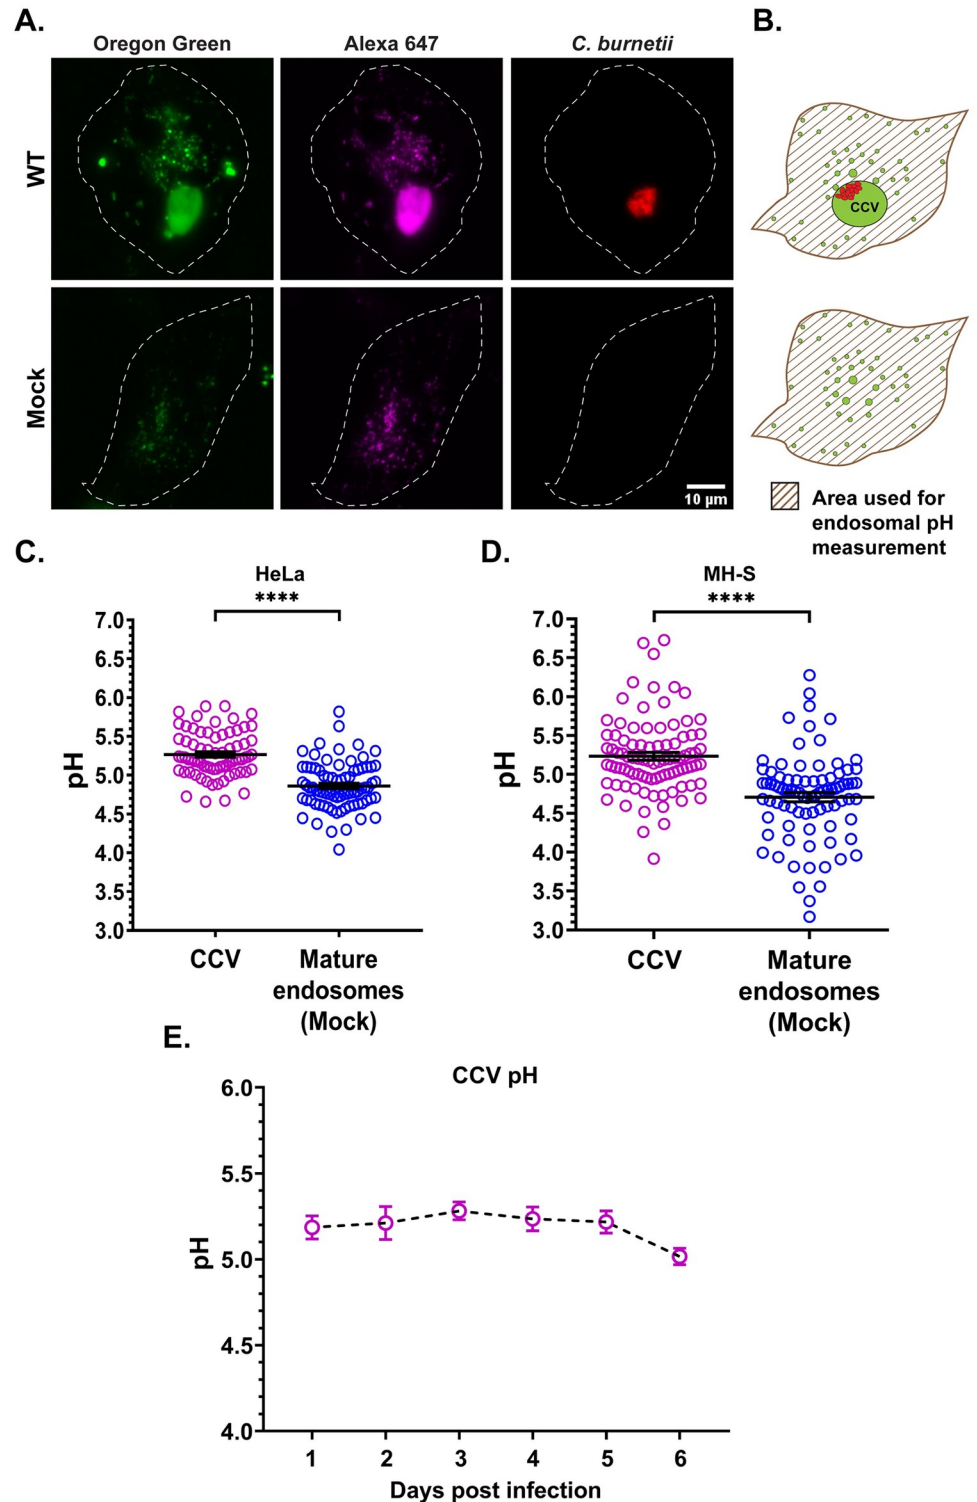 A.
B.
Oregon Green
Alexa 647
C. burnetii
WT
CCV
Mock
10 µm
Area used for
endosomal pH
measurement
C.
D.
HeLa
****
MH-S
****
7.0
6.5
6.0
5.5
5.0
4.5
4.0
3.5
3.0
pH
CCV
Mature
endosomes
(Mock)
7.0
6.5
6.0
5.5
5.0
4.5
4.0
3.5
3.0
pH
CCV
Mature
endosomes
(Mock)
E.
CCV pH
6.0
5.5
5.0
4.5
4.0
pH
1 2 3 4 5 6
Days post infection